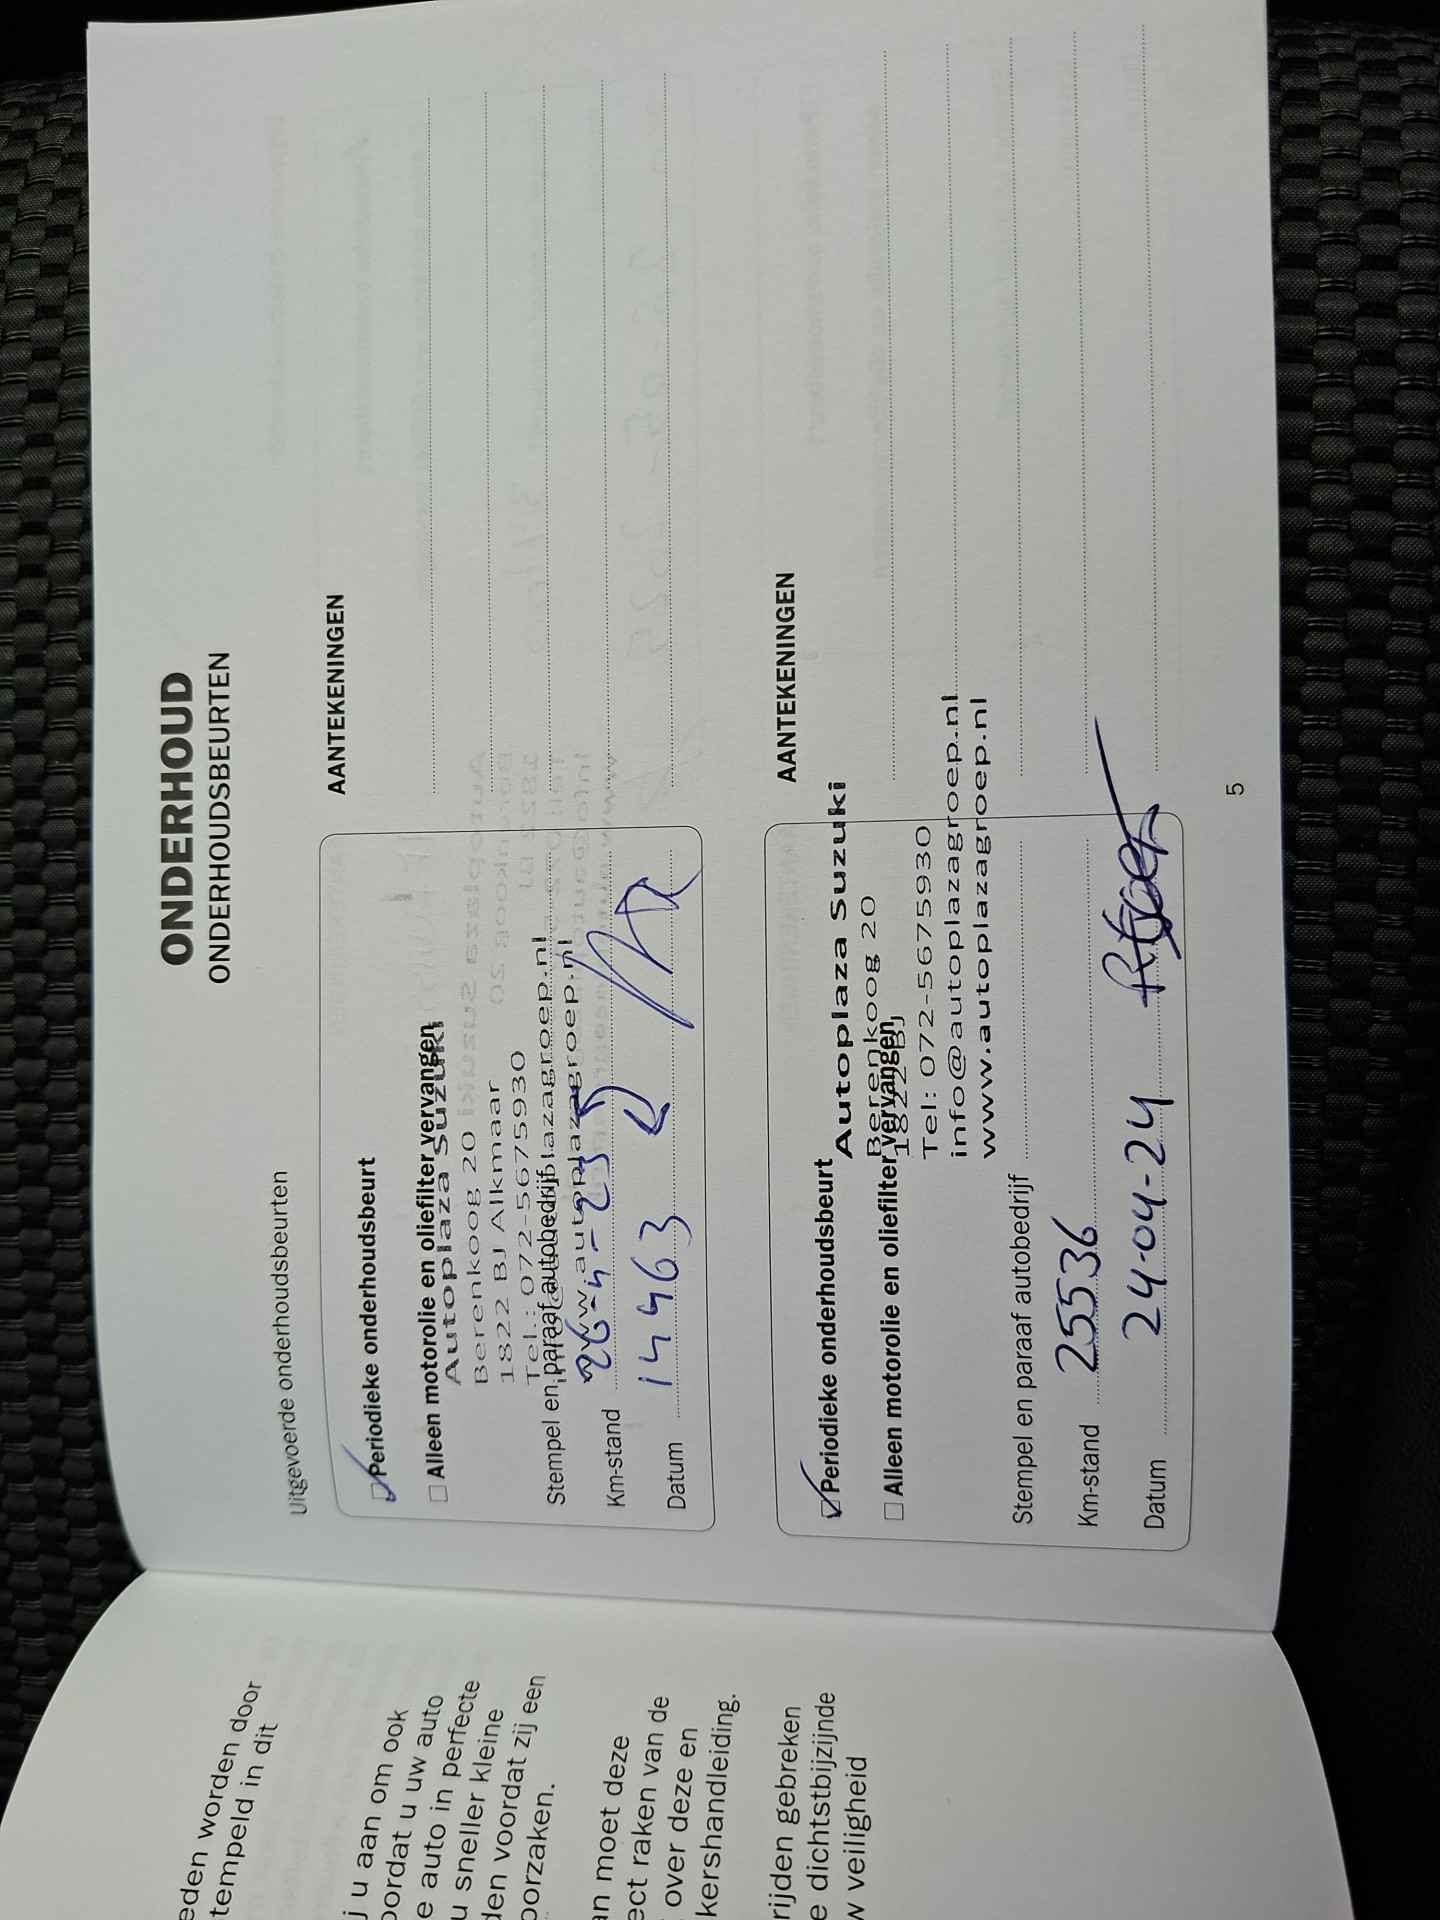 eden worden door
tempeld in dit
j u aan om ook
oordat u uw auto
e auto in perfecte
u sneller kleine
den voordat zij een
oorzaken.
an moet deze
ect raken van de
over deze en
kershandleiding.
rijden gebreken
e dichtstbijzijnde
w veiligheid
ONDERHOUD
ONDERHOUDSBEURTEN
Uitgevoerde onderhoudsbeurten
Periodieke onderhoudsbeurt
Alleen motorolie en oliefilter vervangen
Autoplaza Suzuki
Berenkoog 20
1822 BJ Alkmaar
Tel.: 072-5675930
Stempel en paraaf autobedrijf
www.autoplazagroep.nl
Km-stand 26-4-23
Datum 14463
AANTEKENINGEN
Periodieke onderhoudsbeurt
Autoplaza Suzuki
Berenkoog 20
Alleen motorolie en oliefilter vervangen
1822 BJ
Tel: 072-5675930
info@autoplazagroep.nl
www.autoplazagroep.nl
Stempel en paraaf autobedrijf
Km-stand 25536
Datum 24-04-24
AANTEKENINGEN
5